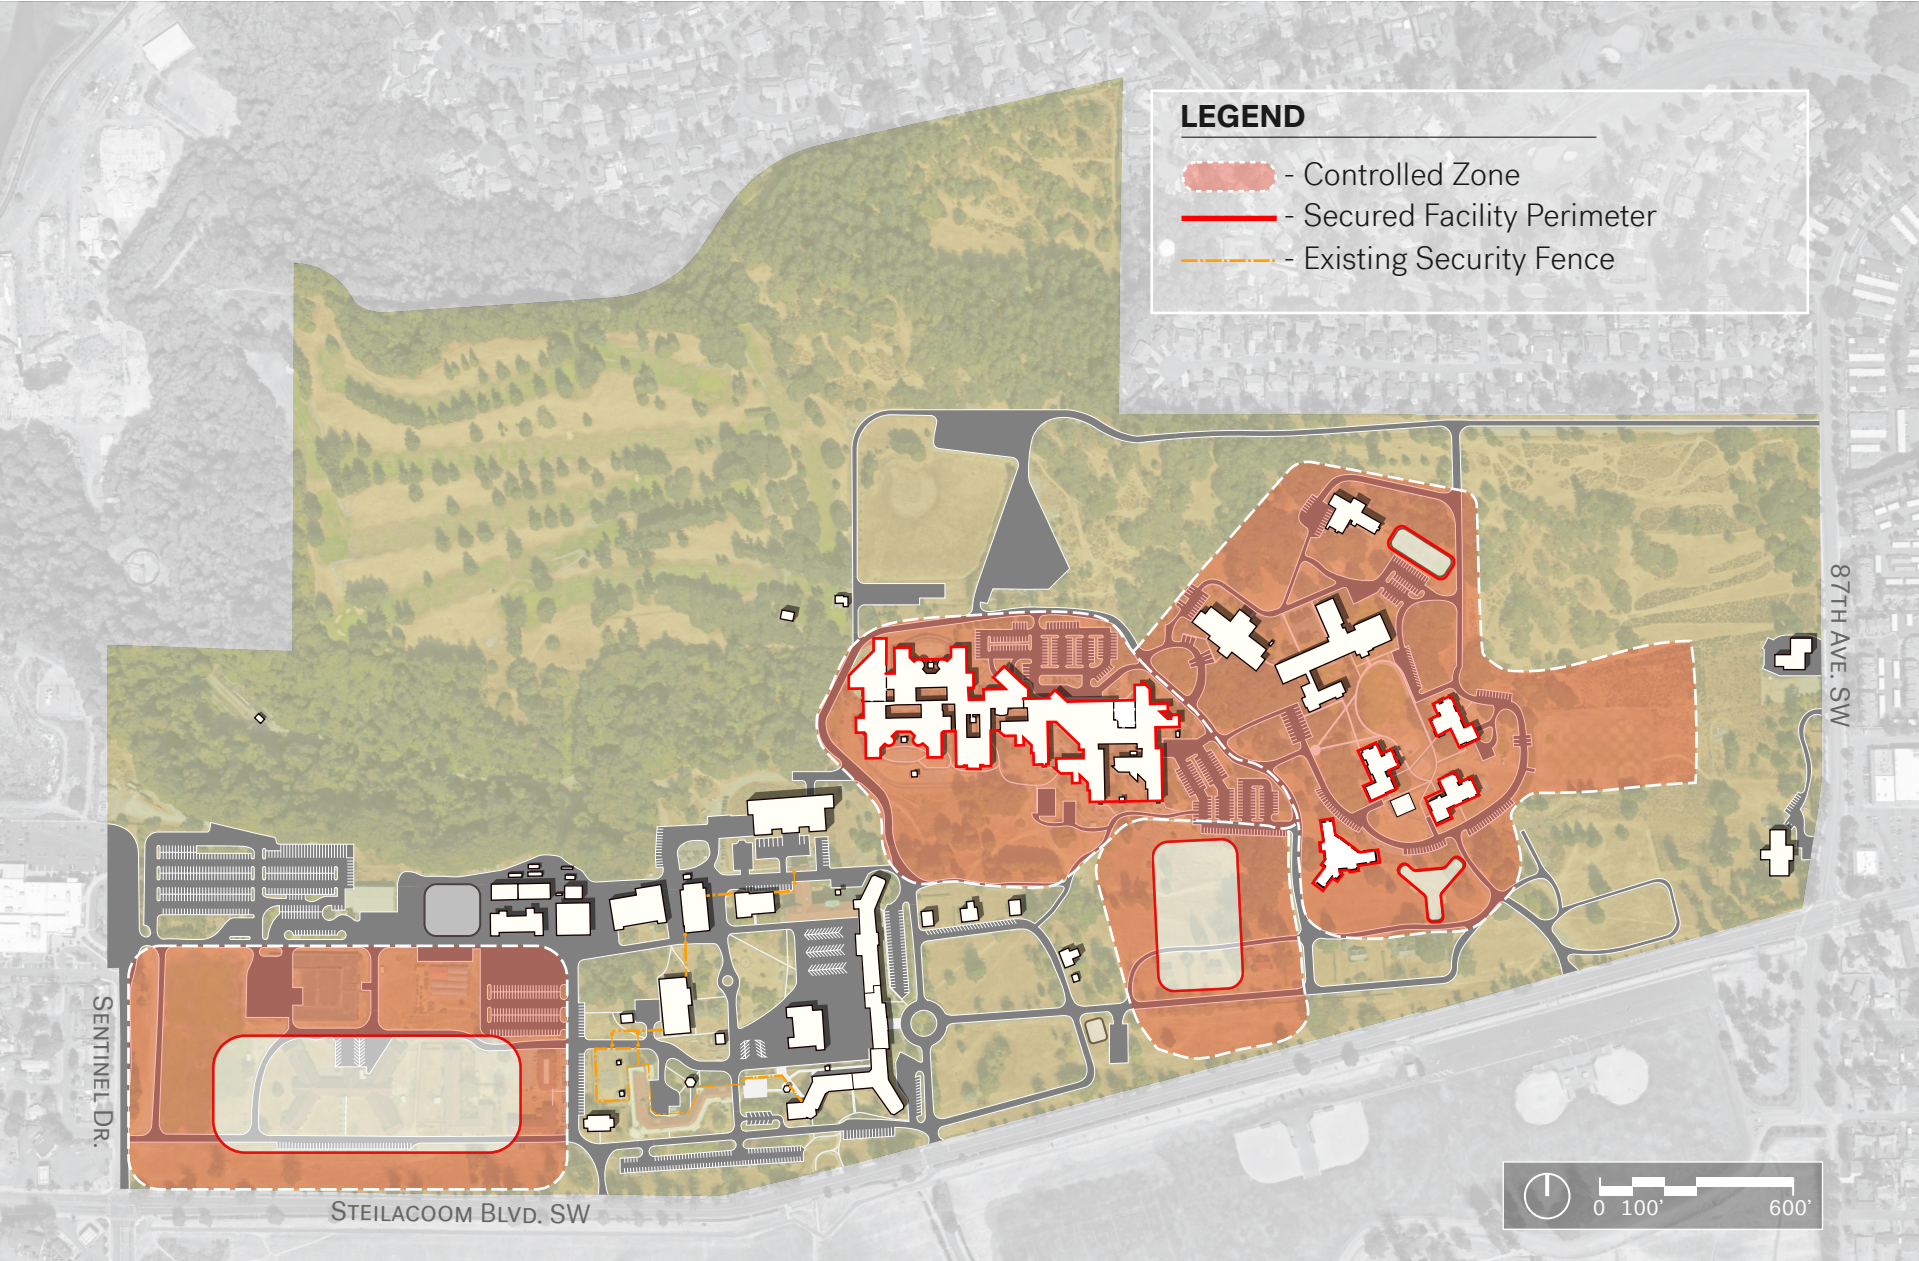 LEGEND
- Controlled Zone
- Secured Facility Perimeter
- Existing Security Fence
87th Ave. SW
Sentinel Dr.
Steilacoom Blvd. SW
0 100' 600'